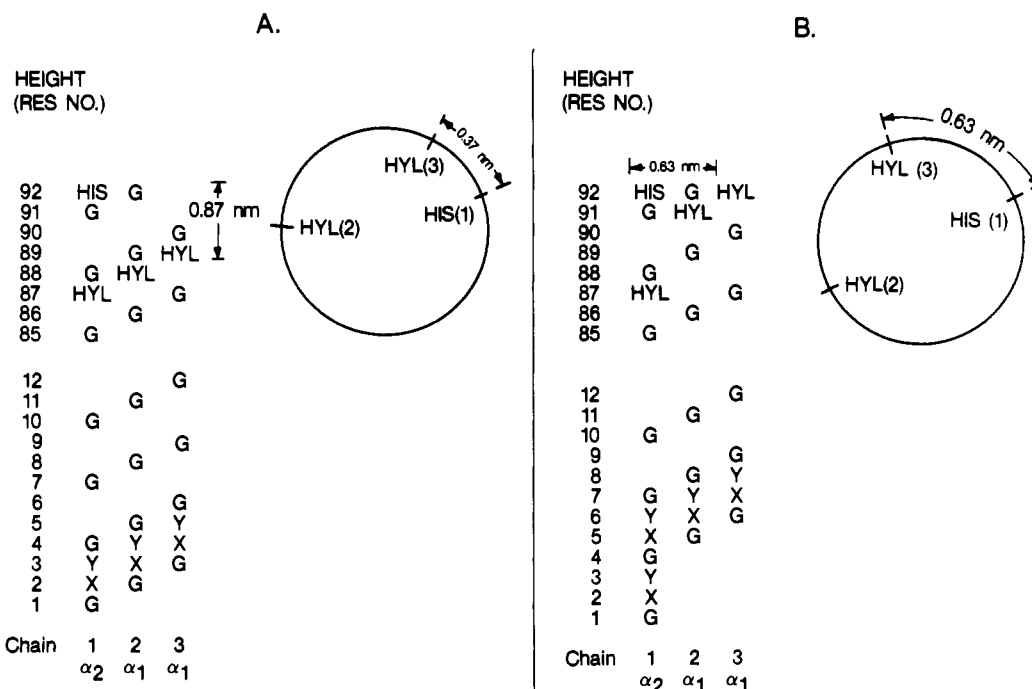 A.
HEIGHT
(RES NO.)
92 HIS G
91 G
90 G
89 G HYL
88 G HYL
87 HYL G
86 G
85 G
12 G
11 G
10 G
9 G
8 G
7 G
6 G
5 G Y
4 G Y X
3 Y X G
2 X G
1 G
Chain 1 2 3
α2 α1 α1
0.87 nm
0.37 nm
HYL(3)
HIS(1)
HYL(2)
B.
HEIGHT
(RES NO.)
0.63 nm
92 HIS G HYL
91 G HYL
90 G
89 G
88 G
87 HYL G
86 G
85 G
12 G
11 G
10 G
9 G
8 G Y
7 G Y X
6 Y X G
5 X G
4 G
3 Y
2 X
1 G
Chain 1 2 3
α2 α1 α1
0.63 nm
HYL (3)
HIS (1)
HYL(2)